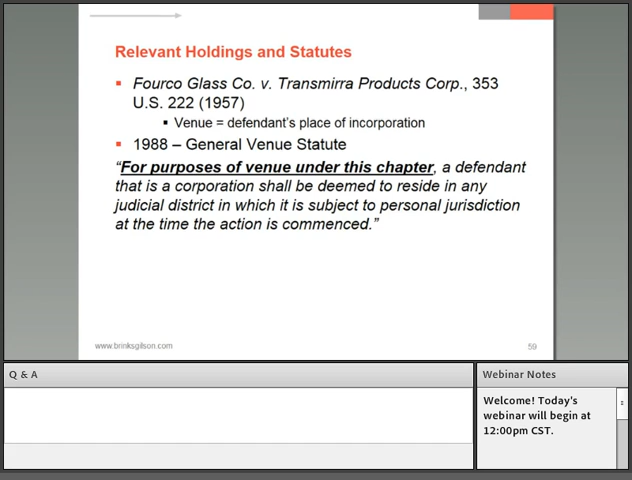 Relevant Holdings and Statutes
▪ Fourco Glass Co. v. Transmirra Products Corp., 353
U.S. 222 (1957)
▪ Venue = defendant's place of incorporation
▪ 1988 – General Venue Statute
“For purposes of venue under this chapter, a defendant
that is a corporation shall be deemed to reside in any
judicial district in which it is subject to personal jurisdiction
at the time the action is commenced.”
www.brinksgilson.com
59
Q & A
Webinar Notes
Welcome! Today's
webinar will begin at
12:00pm CST.